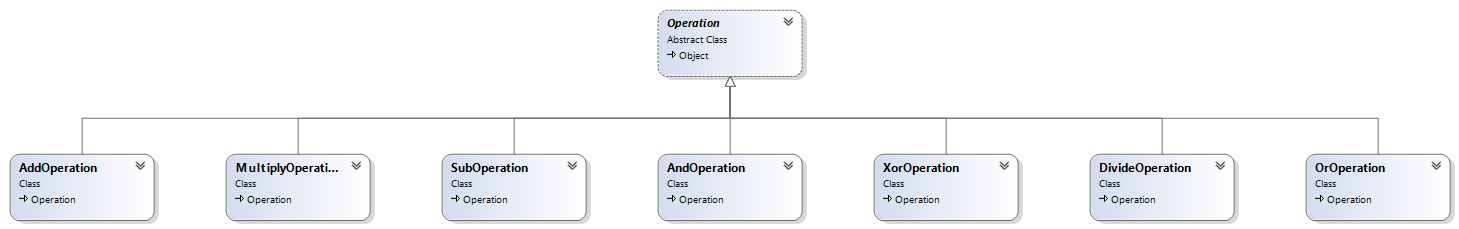 Operation
Abstract Class
Object
AddOperation
Class
Operation
MultiplyOperati...
Class
Operation
SubOperation
Class
Operation
AndOperation
Class
Operation
XorOperation
Class
Operation
DivideOperation
Class
Operation
OrOperation
Class
Operation